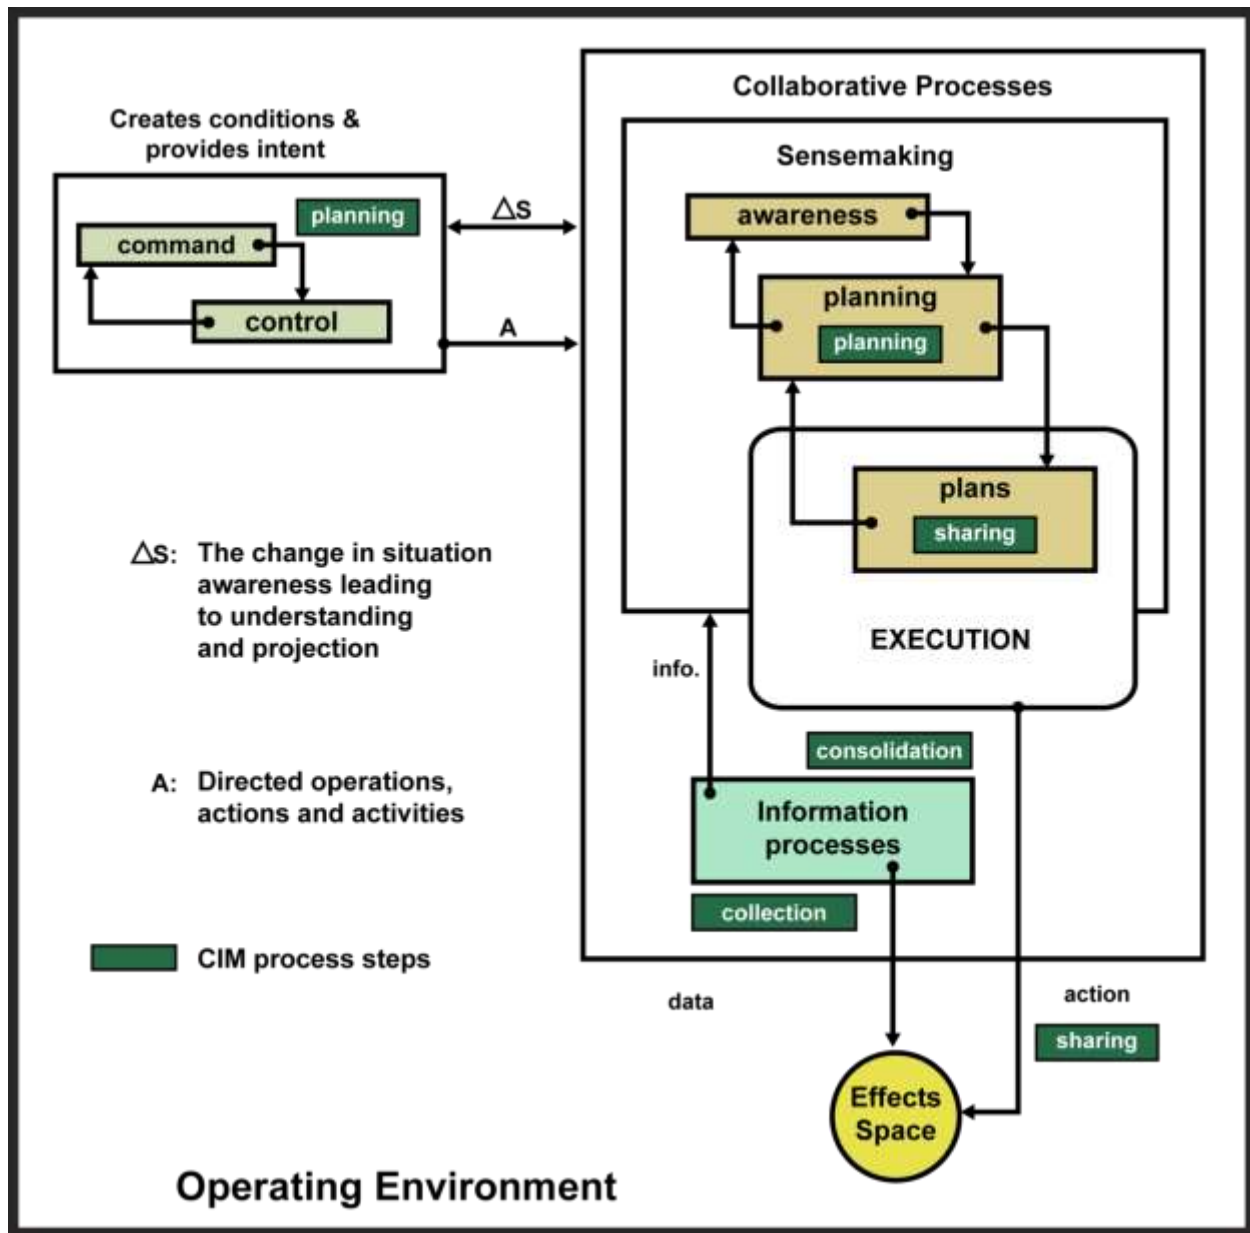 Collaborative Processes
Creates conditions &
provides intent
Sensemaking
planning
command
control
△S
A
awareness
planning
planning
plans
sharing
EXECUTION
△S: The change in situation
awareness leading
to understanding
and projection
info.
consolidation
Information
processes
collection
A: Directed operations,
actions and activities
CIM process steps
data
action
sharing
Effects
Space
Operating Environment